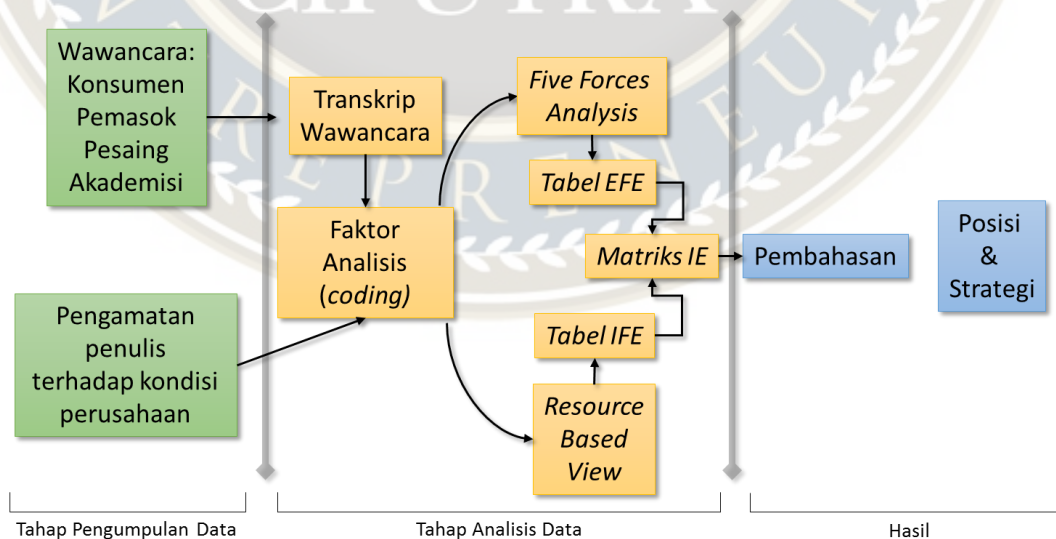 CIPUTRA
Wawancara:
Konsumen
Pemasok
Pesaing
Akademisi
Pengamatan
penulis
terhadap kondisi
perusahaan
Transkrip
Wawancara
Faktor
Analisis
(coding)
Five Forces
Analysis
Tabel EFE
Matriks IE
Tabel IFE
Resource
Based
View
Pembahasan
Posisi
&
Strategi
Tahap Pengumpulan Data
Tahap Analisis Data
Hasil